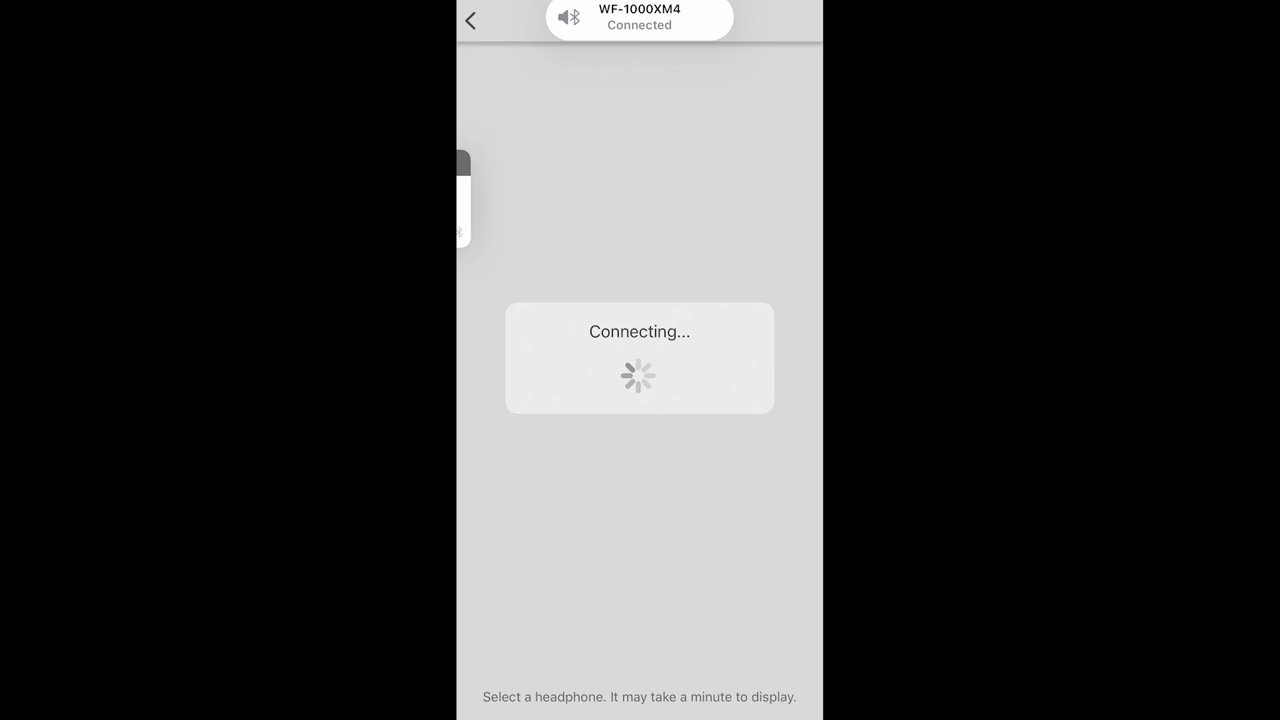 WF-1000XM4
Connected
Connecting...
Select a headphone. It may take a minute to display.